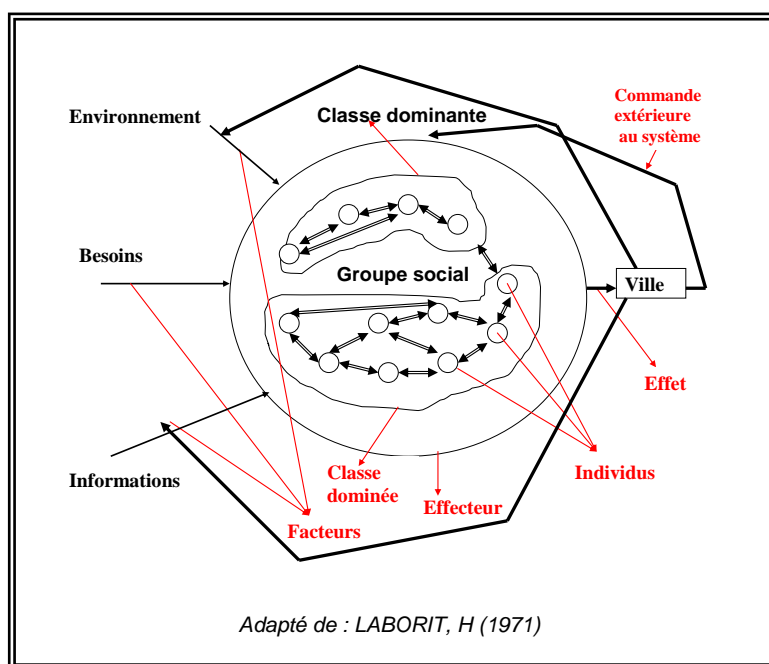 Commande
extérieure
au système
Environnement
Classe dominante
Besoins
Groupe social
Ville
Effet
Informations
Classe
dominée
Effecteur
Individus
Facteurs
Adapté de : LABORIT, H (1971)